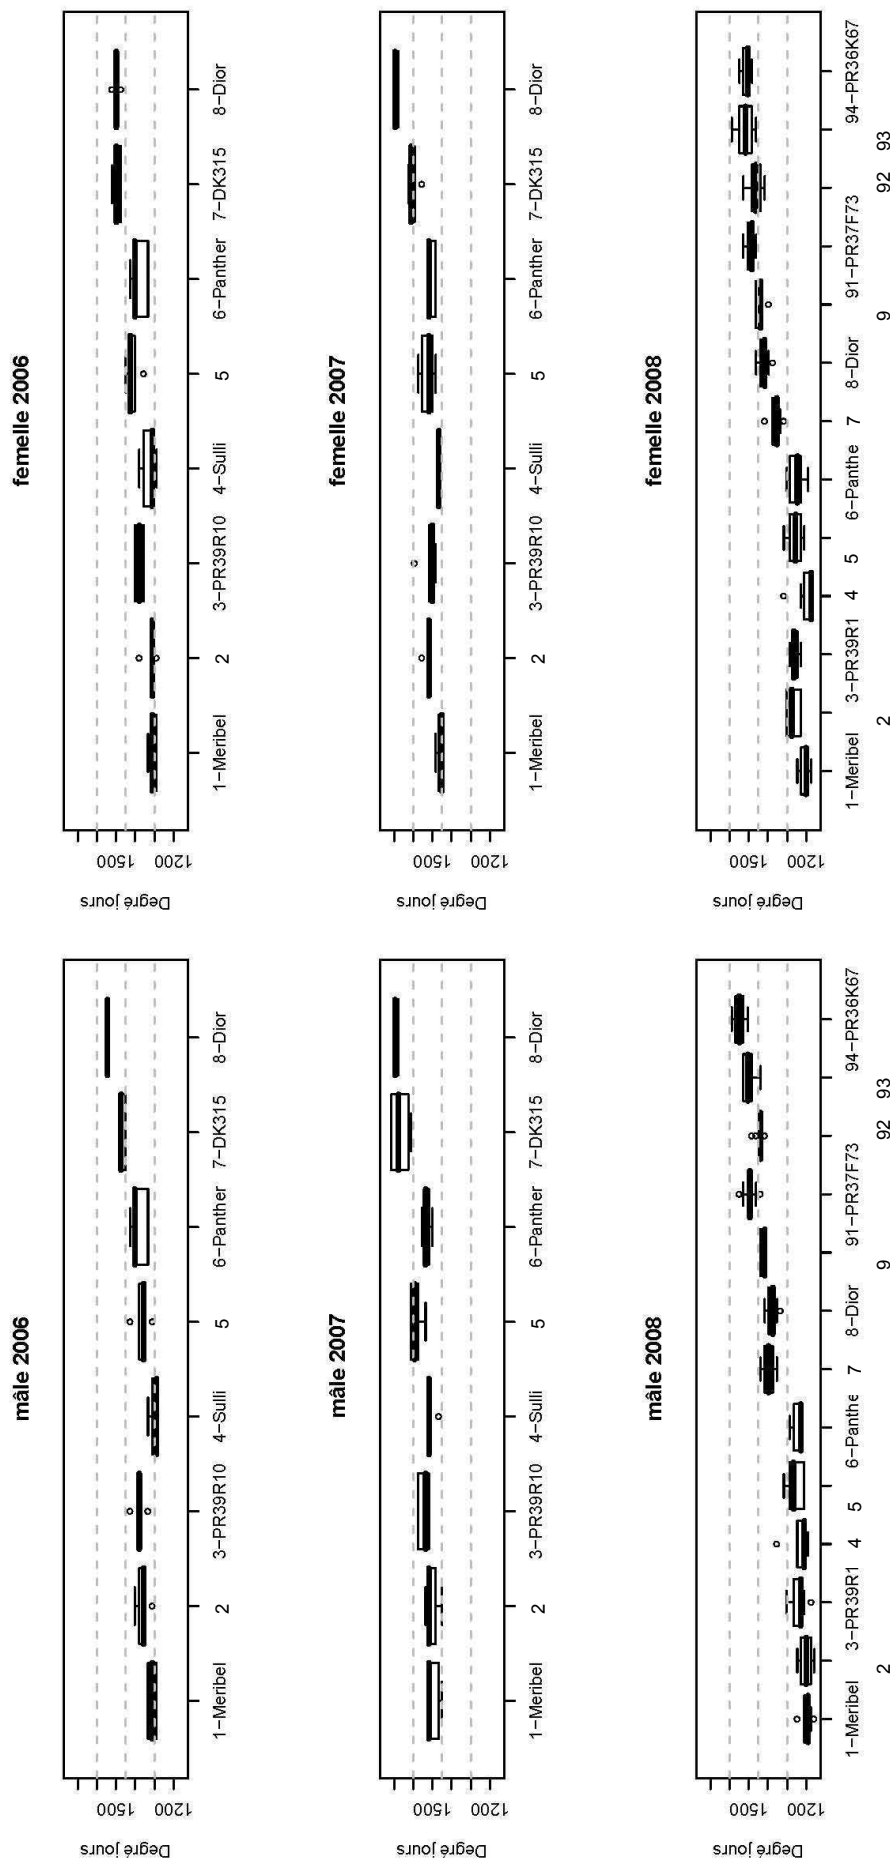 mâle 2006
Degré jours
1500
1200
1−Meribel
2
3−PR39R10
4−Sulli
5
6−Panther
7−DK315
8−Dior
femelle 2006
Degré jours
1500
1200
1−Meribel
2
3−PR39R10
4−Sulli
5
6−Panther
7−DK315
8−Dior
mâle 2007
Degré jours
1500
1200
1−Meribel
2
3−PR39R10
4−Sulli
5
6−Panther
7−DK315
8−Dior
femelle 2007
Degré jours
1500
1200
1−Meribel
2
3−PR39R10
4−Sulli
5
6−Panther
7−DK315
8−Dior
mâle 2008
Degré jours
1500
1200
1−Meribel
2
3−PR39R1
4
5
6−Panthe
7
8−Dior
9
91−PR37F73
92
93
94−PR36K67
femelle 2008
Degré jours
1500
1200
1−Meribel
2
3−PR39R1
4
5
6−Panthe
7
8−Dior
9
91−PR37F73
92
93
94−PR36K67